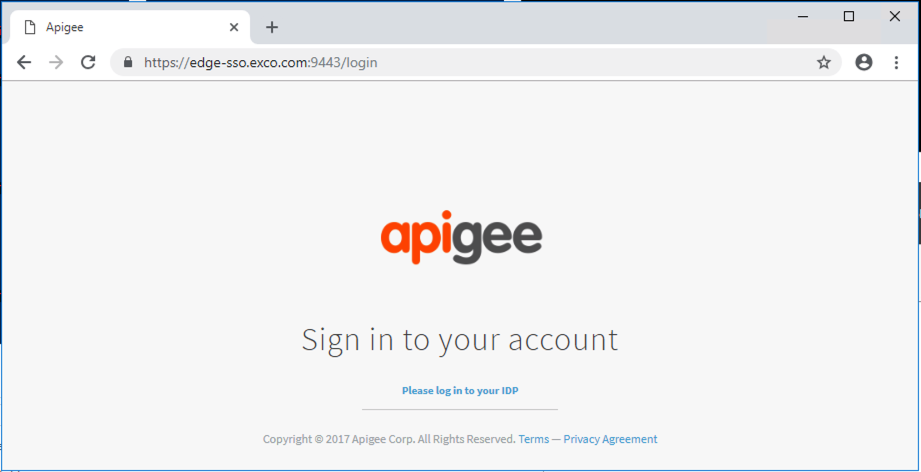 Apigee
https://edge-sso.exco.com:9443/login
apigee
Sign in to your account
Please log in to your IDP
Copyright © 2017 Apigee Corp. All Rights Reserved. Terms — Privacy Agreement